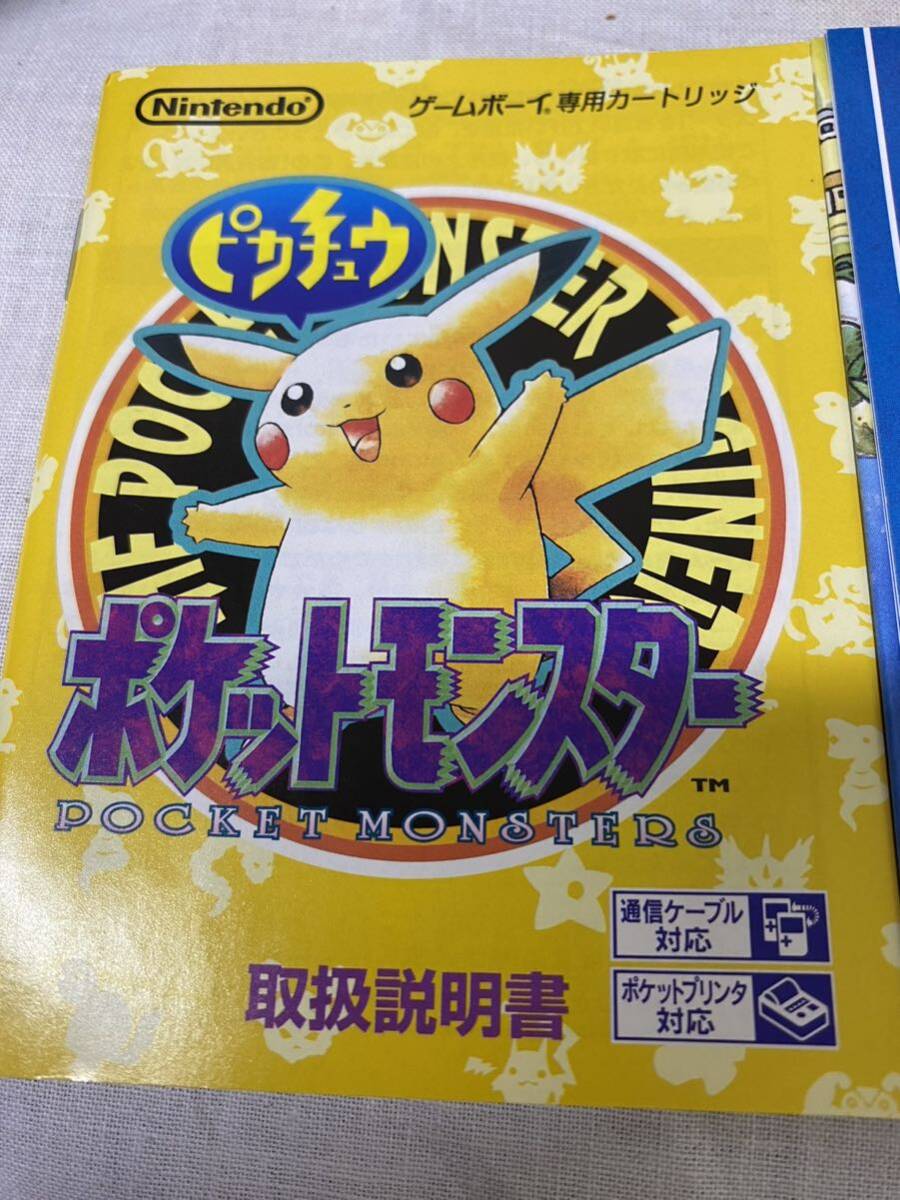 Nintendo®
ゲームボーイ®専用カートリッジ
ピカチュウ
ポケットモンスター
TM
POCKET MONSTERS
通信ケーブル
対応
取扱説明書
ポケットプリンタ
対応